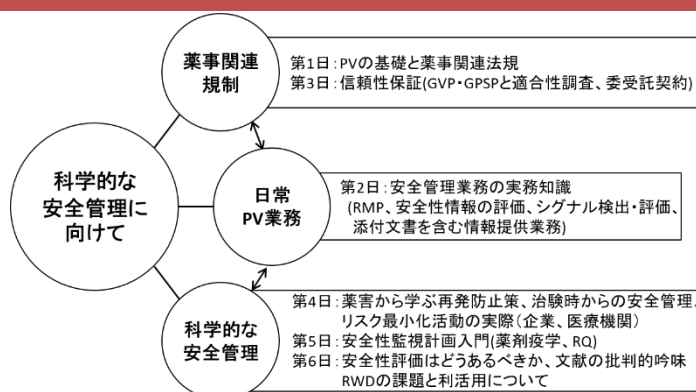 薬事関連
規制
第1日：PVの基礎と薬事関連法規
第3日：信頼性保証(GVP・GPSPと適合性調査、委受託契約)
科学的な
安全管理に
向けて
日常
PV業務
第2日：安全管理業務の実務知識
(RMP、安全性情報の評価、シグナル検出・評価、
添付文書を含む情報提供業務)
科学的な
安全管理
第4日：薬害から学ぶ再発防止策、治験時からの安全管理、
リスク最小化活動の実際（企業、医療機関）
第5日：安全性監視計画入門(薬剤疫学、RQ)
第6日：安全性評価はどうあるべきか、文献の批判的吟味
RWDの課題と利活用について